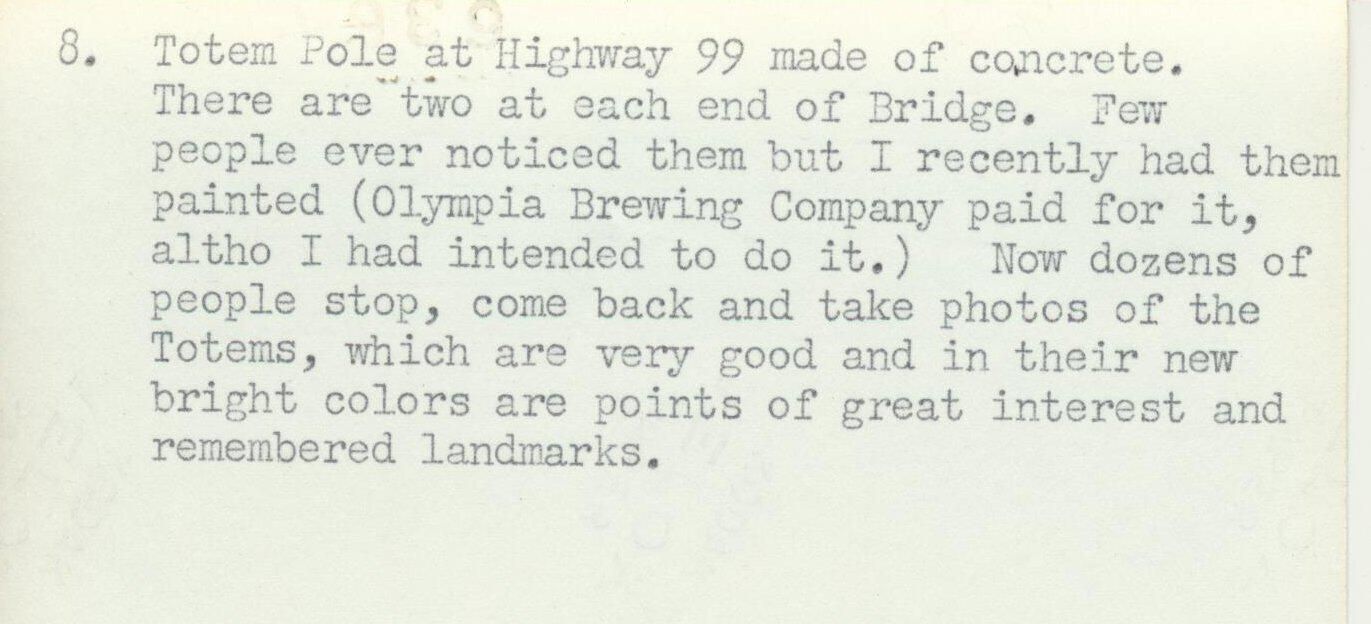 8. Totem Pole at Highway 99 made of concrete.
There are two at each end of Bridge. Few
people ever noticed them but I recently had them
painted (Olympia Brewing Company paid for it,
altho I had intended to do it.) Now dozens of
people stop, come back and take photos of the
Totems, which are very good and in their new
bright colors are points of great interest and
remembered landmarks.